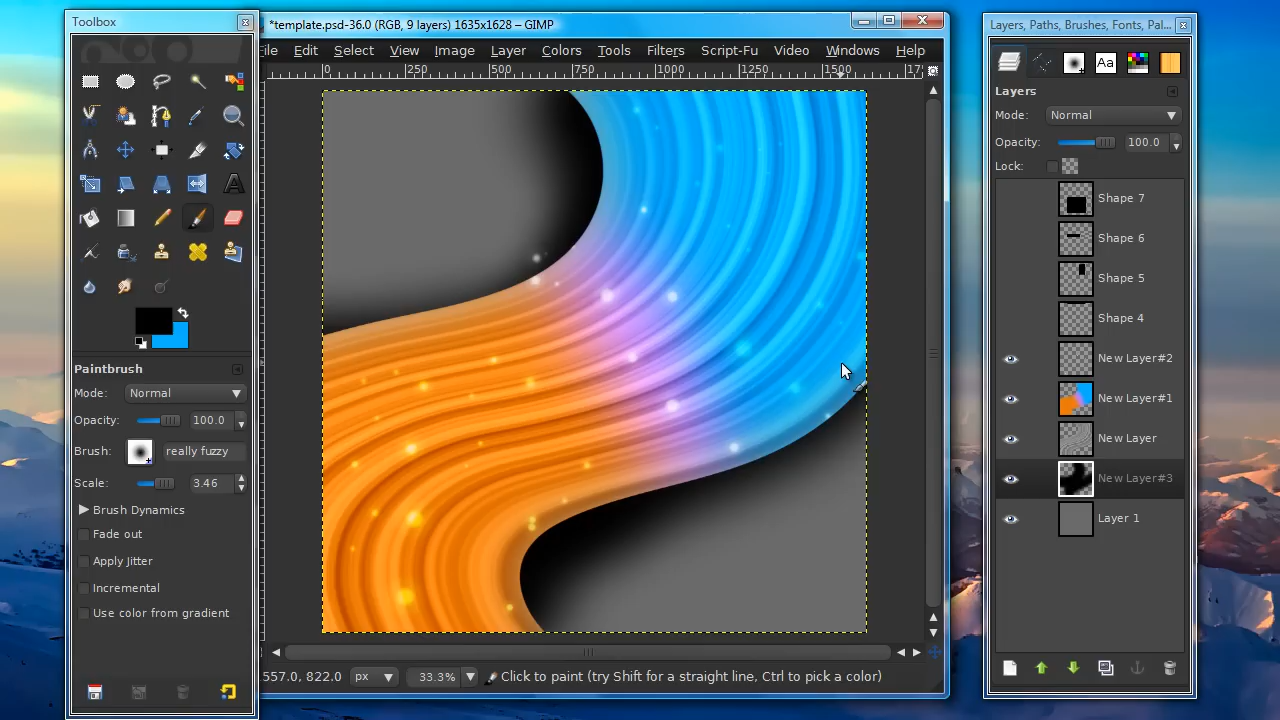 Toolbox
*template.psd-36.0 (RGB, 9 layers) 1635x1628 – GIMP
Layers, Paths, Brushes, Fonts, Pal...
File Edit Select View Image Layer Colors Tools Filters Script-Fu Video Windows Help
0 250 500 750 1000 1250 1500 17
Aa
Layers
Mode: Normal
Opacity: 100.0
Lock:
Shape 7
Shape 6
Shape 5
Shape 4
New Layer#2
New Layer#1
New Layer
New Layer#3
Layer 1
Paintbrush
Mode: Normal
Opacity: 100.0
Brush: really fuzzy
Scale: 3.46
Brush Dynamics
Fade out
Apply Jitter
Incremental
Use color from gradient
557.0, 822.0 px 33.3% Click to paint (try Shift for a straight line, Ctrl to pick a color)